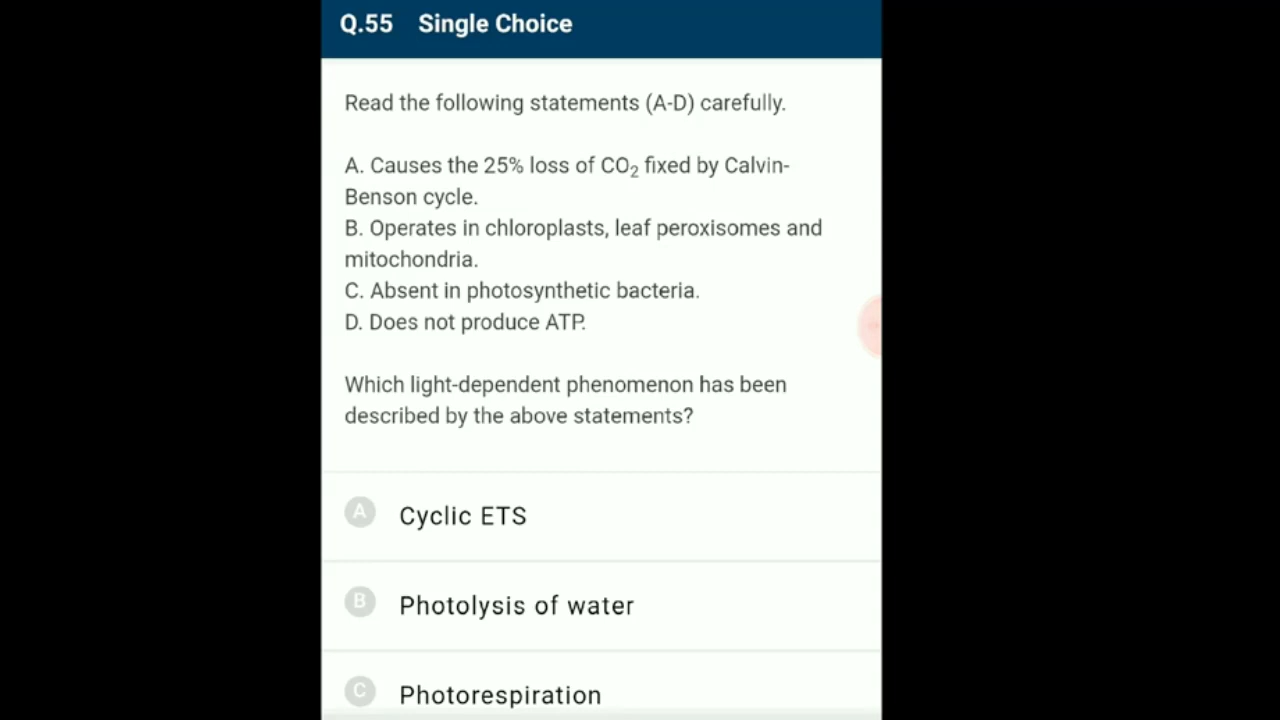 Q.55 Single Choice
Read the following statements (A-D) carefully.
A. Causes the 25% loss of CO₂ fixed by Calvin-
Benson cycle.
B. Operates in chloroplasts, leaf peroxisomes and
mitochondria.
C. Absent in photosynthetic bacteria.
D. Does not produce ATP.
Which light-dependent phenomenon has been
described by the above statements?
A Cyclic ETS
B Photolysis of water
C Photorespiration